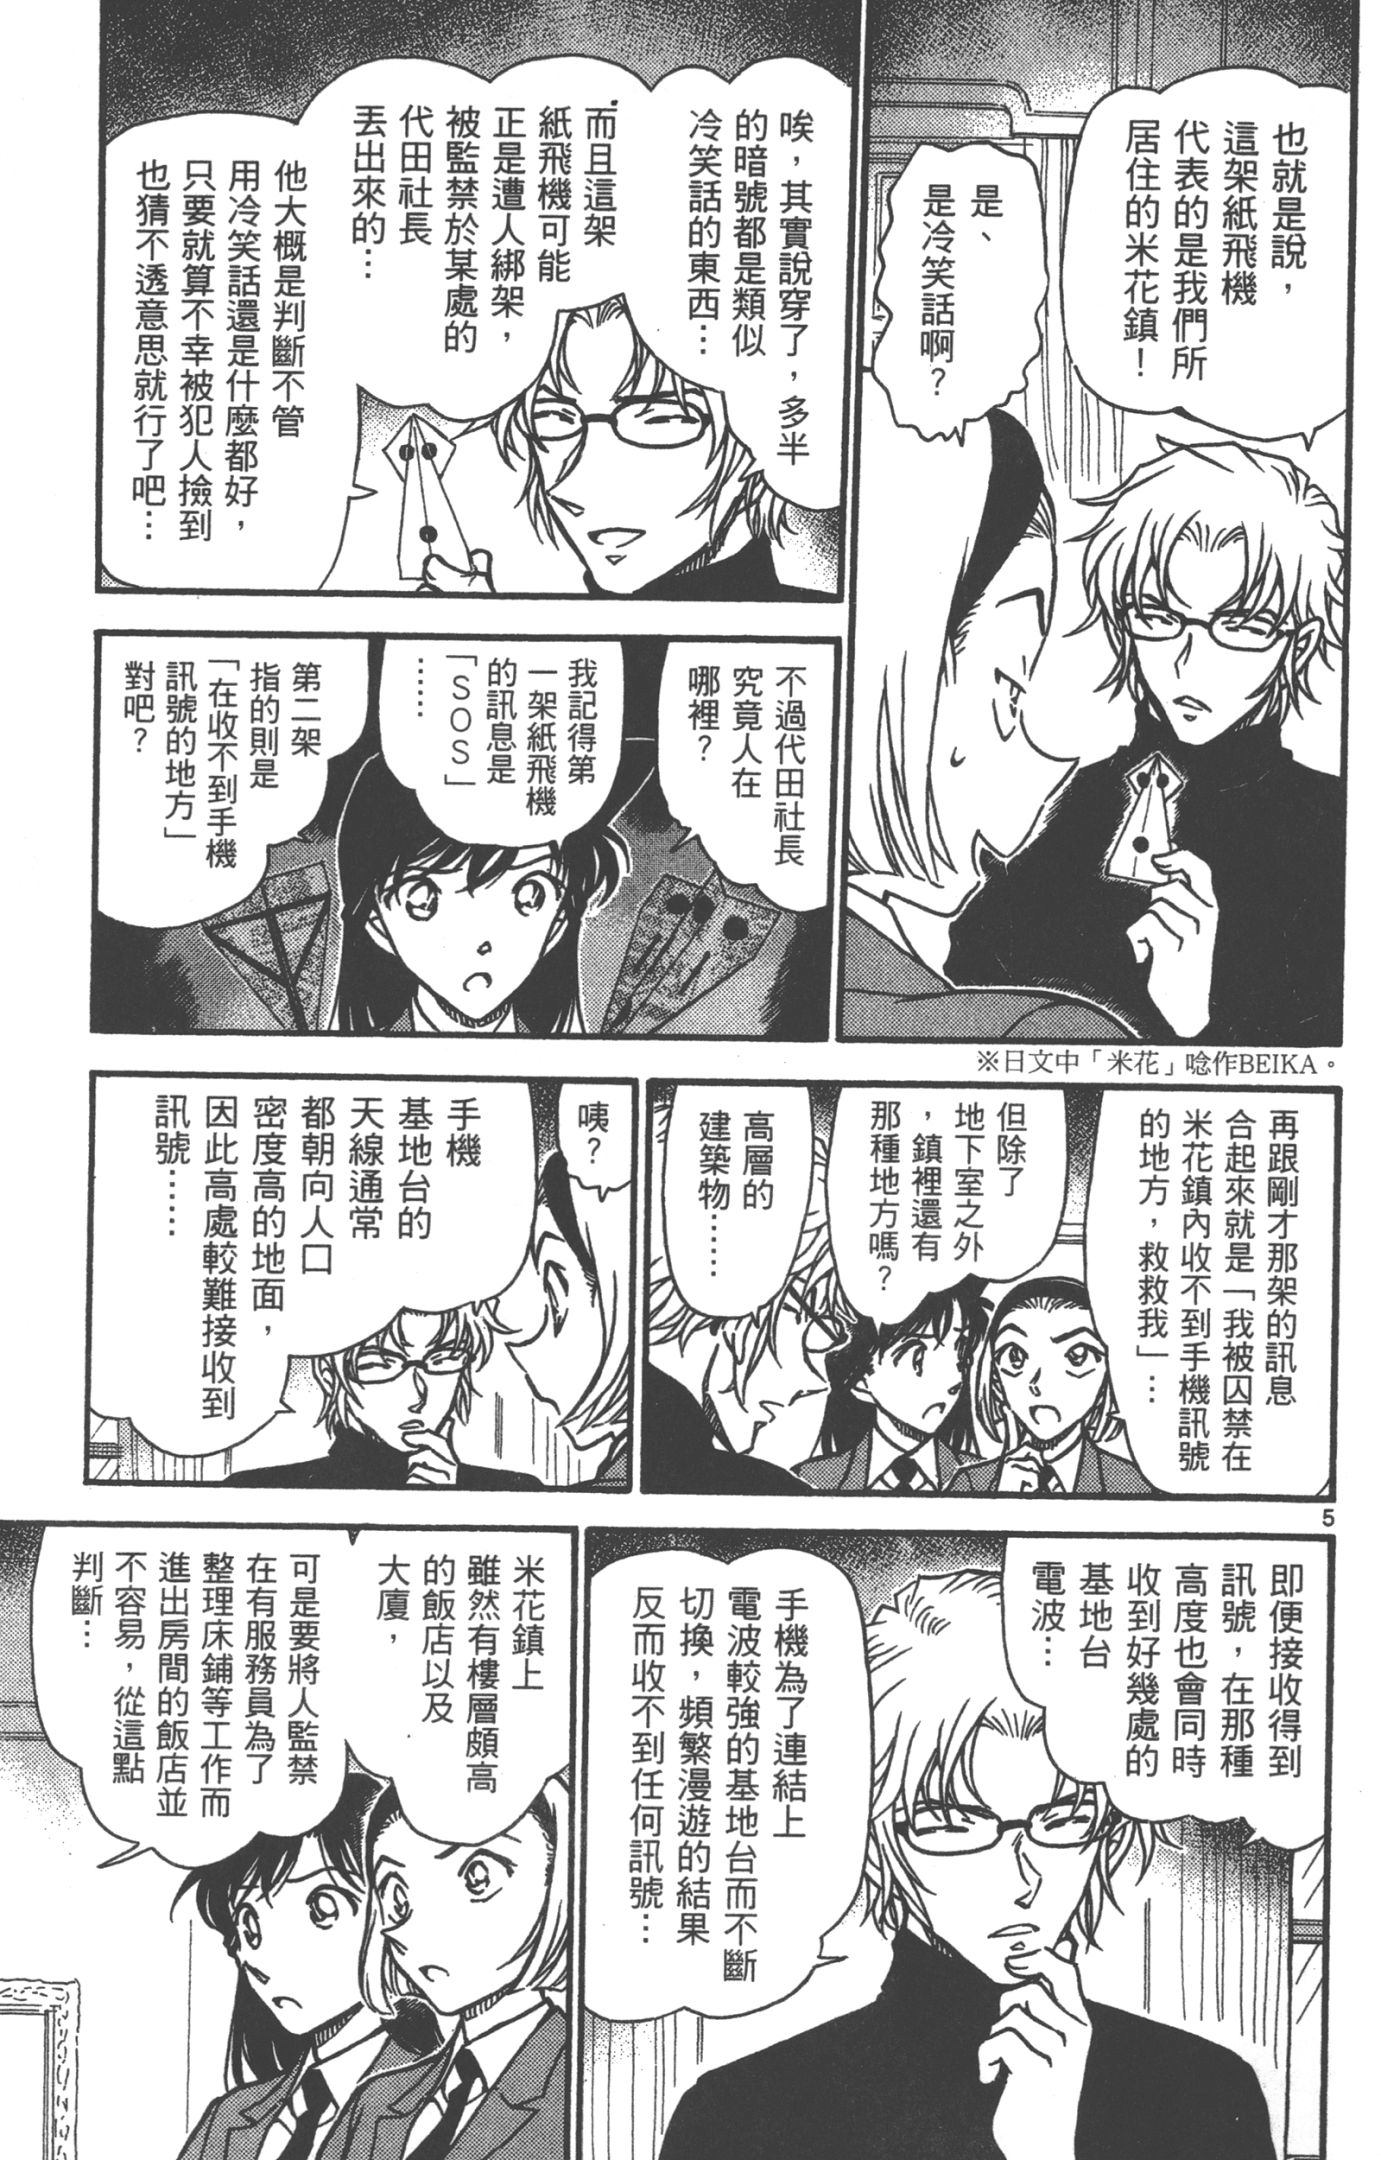 也就是說，
這架紙飛機
代表的是我們所
居住的米花鎮！
是、
是冷笑話啊？
唉，其實說穿了，多半
的暗號都是類似
冷笑話的東西…
而且這架
紙飛機可能
正是遭人綁架，
被監禁於某處的
代田社長
丟出來的…
他大概是判斷不管
用冷笑話還是什麼都好，
只要就算不幸被犯人撿到
也猜不透意思就行了吧…
不過代田社長
究竟人在
哪裡？
我記得第
一架紙飛機
的訊息是
「SOS」
……
第二架
指的則是
「在收不到手機
訊號的地方」
對吧？
※日文中「米花」唸作BEIKA。
再跟剛才那架的訊息
合起來就是「我被囚禁在
米花鎮內收不到手機訊號
的地方，救救我」…
但除了
地下室之外
，鎮裡還有
那種地方嗎？
高層的
建築物……
咦？
手機
基地台的
天線通常
都朝向人口
密度高的地面，
因此高處較難接收到
訊號……
5
即便接收得到
訊號，在那種
高度也會同時
收到好幾處的
基地台
電波…
手機為了連結上
電波較強的基地台而不斷
切換，頻繁漫遊的結果
反而收不到任何訊號…
米花鎮上
雖然有樓層頗高
的飯店以及
大廈，
可是要將人監禁
在有服務員為了
整理床鋪等工作而
進出房間的飯店並
不容易，從這點
判斷…